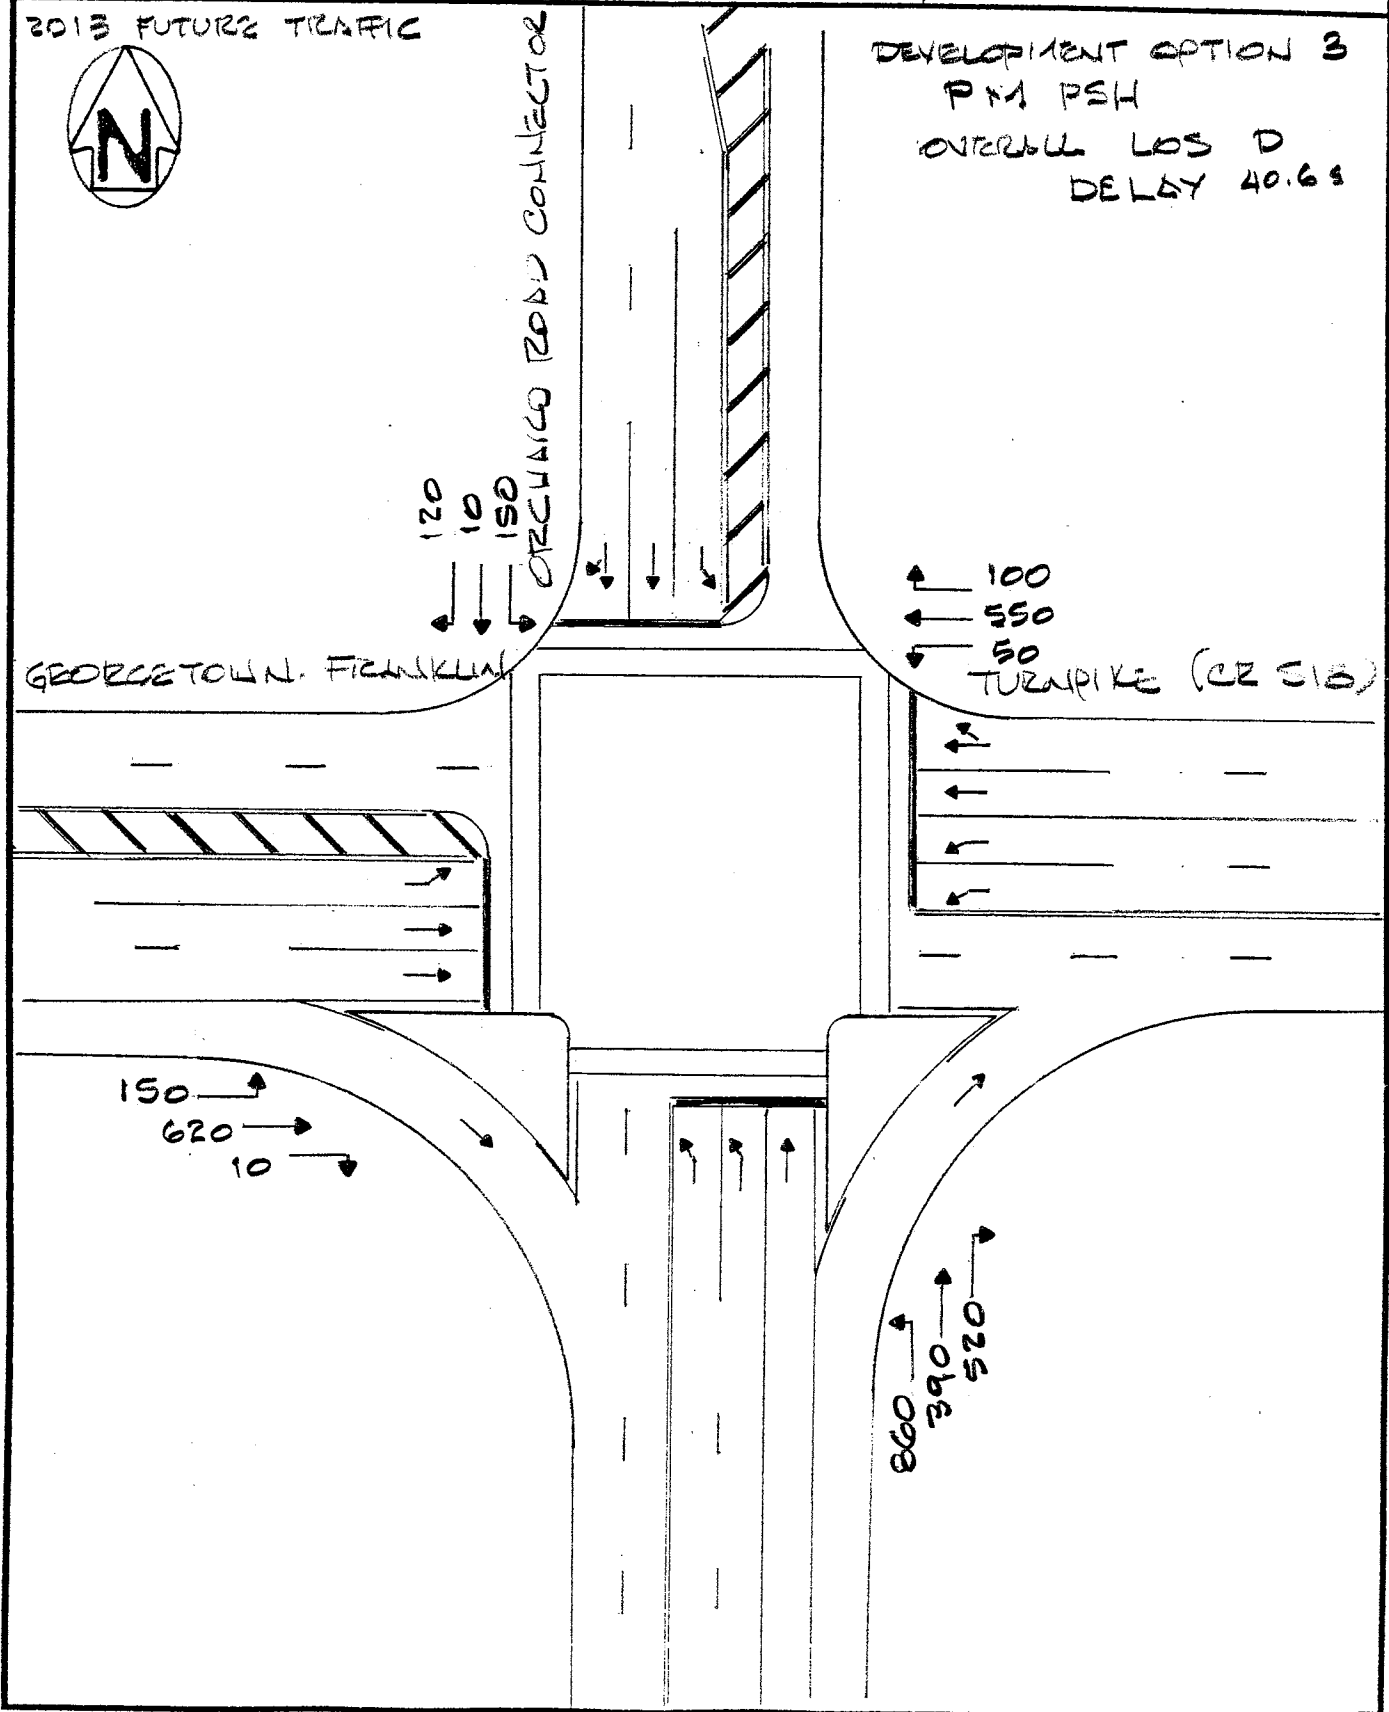 2013 FUTURE TRAFFIC
N
DEVELOPMENT OPTION 3
PM PSH
OVERALL LOS D
DELAY 40.6 s
ORCHARD ROAD CONNECTOR
120
10
150
100
550
50
GEORGETOWN. FRANKLIN
TURNPIKE (CR 518)
150
620
10
860
390
520